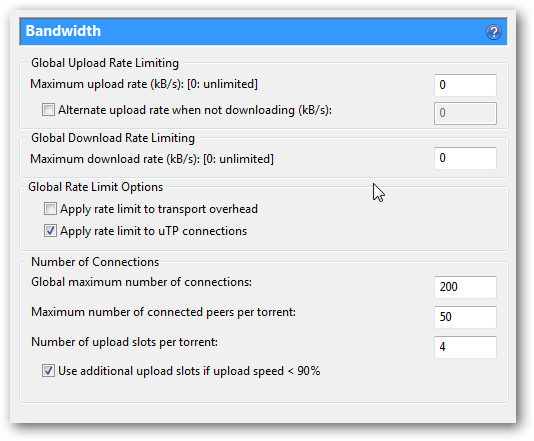 Bandwidth
?
Global Upload Rate Limiting
Maximum upload rate (kB/s): [0: unlimited]
0
Alternate upload rate when not downloading (kB/s):
0
Global Download Rate Limiting
Maximum download rate (kB/s): [0: unlimited]
0
Global Rate Limit Options
Apply rate limit to transport overhead
Apply rate limit to uTP connections
Number of Connections
Global maximum number of connections:
200
Maximum number of connected peers per torrent:
50
Number of upload slots per torrent:
4
Use additional upload slots if upload speed < 90%